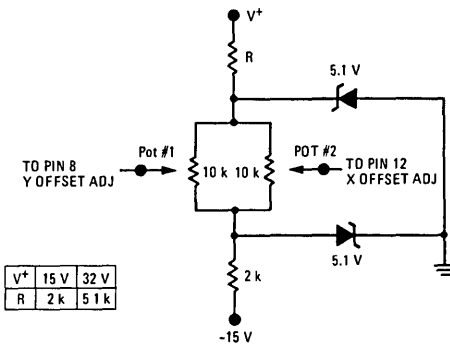 V+
R
5.1 V
Pot #1
POT #2
TO PIN 8
Y OFFSET ADJ
10 k 10 k
TO PIN 12
X OFFSET ADJ
5.1 V
2 k
V+ 15 V 32 V
R 2 k 5 1 k
-15 V